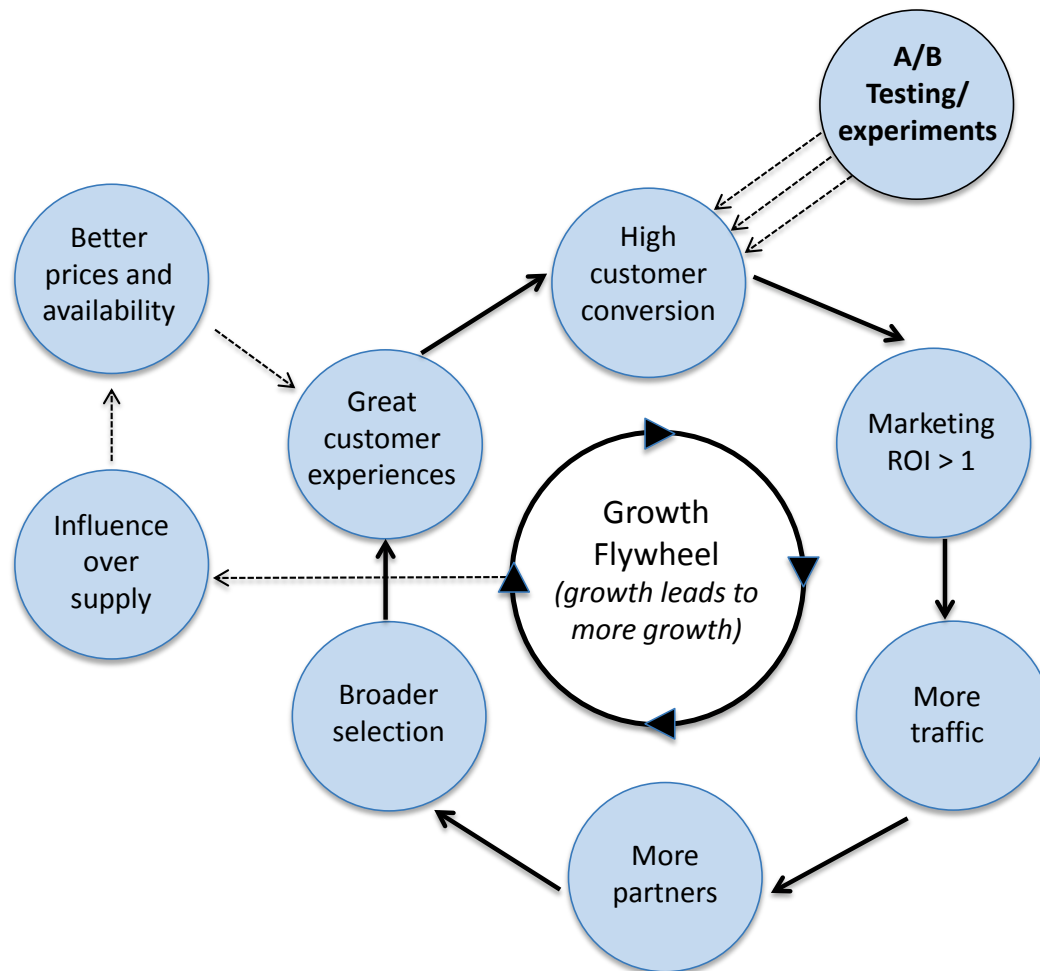 A/B
Testing/
experiments
High
customer
conversion
Better
prices and
availability
Great
customer
experiences
Marketing
ROI > 1
Growth
Flywheel
(growth leads to
more growth)
Influence
over
supply
Broader
selection
More
traffic
More
partners